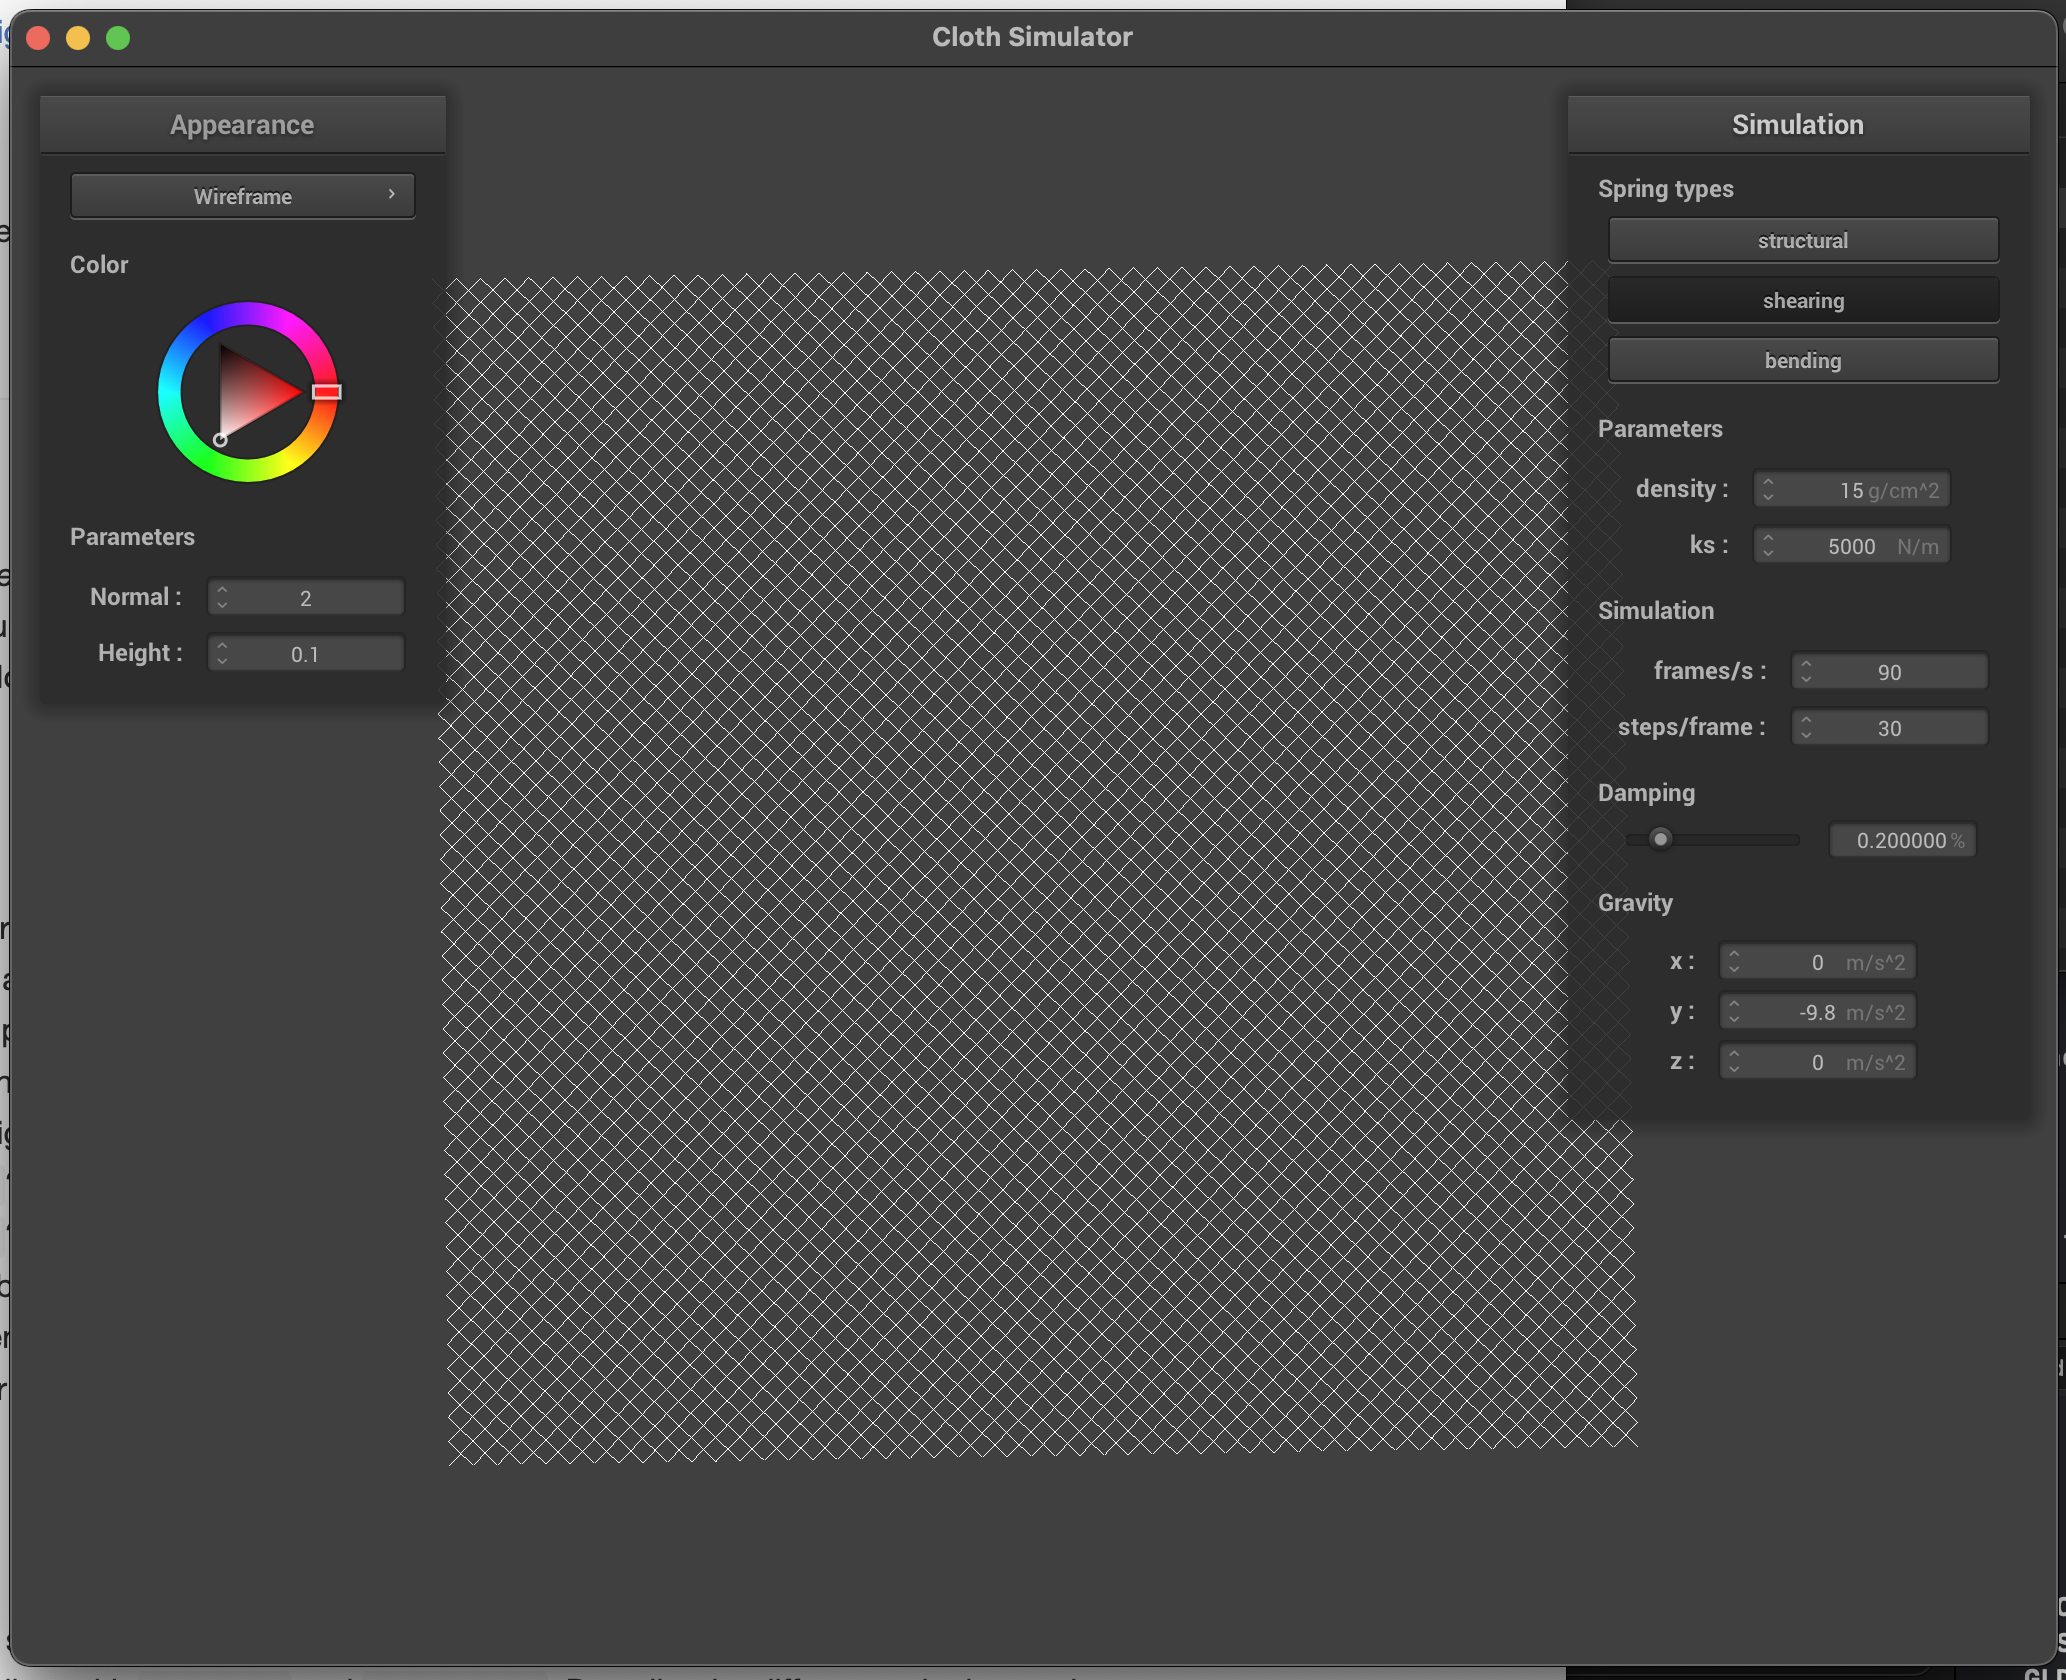 Cloth Simulator
Appearance
Wireframe
Color
Parameters
Normal : 2
Height : 0.1
Simulation
Spring types
structural
shearing
bending
Parameters
density : 15 g/cm^2
ks : 5000 N/m
Simulation
frames/s : 90
steps/frame : 30
Damping
0.200000 %
Gravity
x : 0 m/s^2
y : -9.8 m/s^2
z : 0 m/s^2